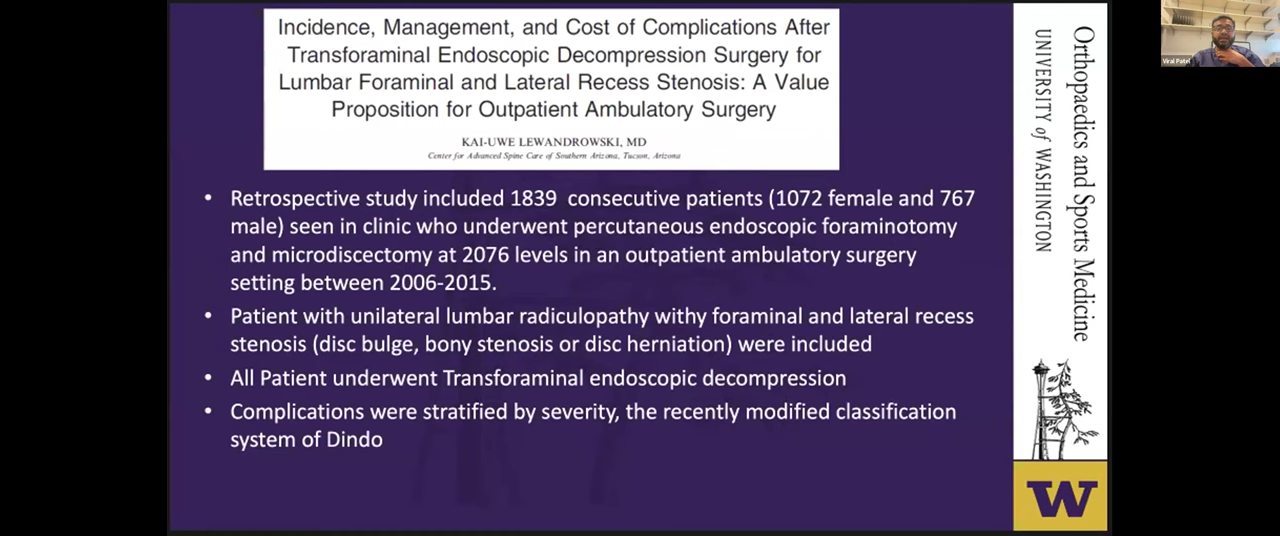 Incidence, Management, and Cost of Complications After
Transforaminal Endoscopic Decompression Surgery for
Lumbar Foraminal and Lateral Recess Stenosis: A Value
Proposition for Outpatient Ambulatory Surgery
KAI-UWE LEWANDROWSKI, MD
Center for Advanced Spine Care of Southern Arizona, Tucson, Arizona
• Retrospective study included 1839 consecutive patients (1072 female and 767
male) seen in clinic who underwent percutaneous endoscopic foraminotomy
and microdiscectomy at 2076 levels in an outpatient ambulatory surgery
setting between 2006-2015.
• Patient with unilateral lumbar radiculopathy withy foraminal and lateral recess
stenosis (disc bulge, bony stenosis or disc herniation) were included
• All Patient underwent Transforaminal endoscopic decompression
• Complications were stratified by severity, the recently modified classification
system of Dindo
Orthopaedics and Sports Medicine
UNIVERSITY of WASHINGTON
W
Viral Patel